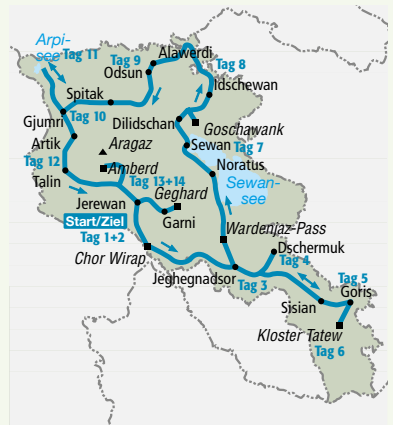 Arpi-
see
Tag 11
Tag 9
Alawerdi
Odsun
Tag 8
Spitak
Idschewan
Gjumri
Tag 10
Dilidschan
Goschawank
Artik
Aragaz
Sewan
Tag 7
Tag 12
Noratus
Talin
Amberd
Tag 13+14
Sewan-
see
Geghard
Jerewan
Start/Ziel
Garni
Wardenjaz-Pass
Tag 1+2
Dschermuk
Chor Wirap
Tag 4
Jeghegnadsor
Tag 3
Tag 5
Goris
Sisian
Kloster Tatew
Tag 6